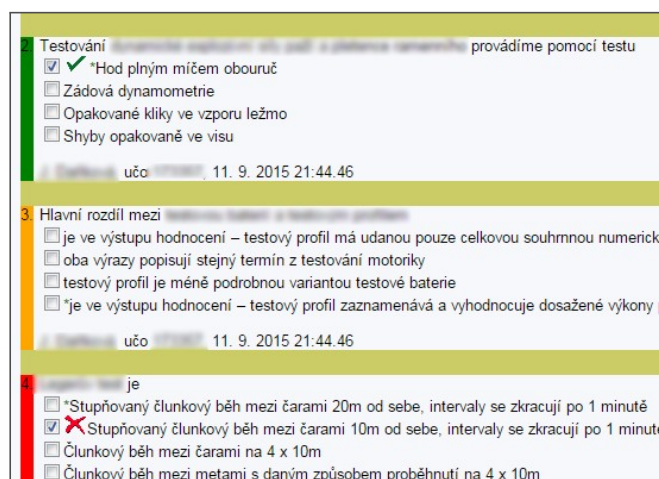 2. Testování provádíme pomocí testu
*Hod plným míčem obouruč
Zádová dynamometrie
Opakované kliky ve vzporu ležmo
Shyby opakovaně ve visu
učo , 11. 9. 2015 21:44.46
3. Hlavní rozdíl mezi
je ve výstupu hodnocení – testový profil má udanou pouze celkovou souhrnnou numerick
oba výrazy popisují stejný termín z testování motoriky
testový profil je méně podrobnou variantou testové baterie
*je ve výstupu hodnocení – testový profil zaznamenává a vyhodnocuje dosažené výkony
učo , 11. 9. 2015 21:44.46
4. je
*Stupňovaný člunkový běh mezi čarami 20m od sebe, intervaly se zkracují po 1 minutě
Stupňovaný člunkový běh mezi čarami 10m od sebe, intervaly se zkracují po 1 minut
Člunkový běh mezi čarami na 4 x 10m
Člunkový běh mezi metami s daným způsobem proběhnutí na 4 x 10m